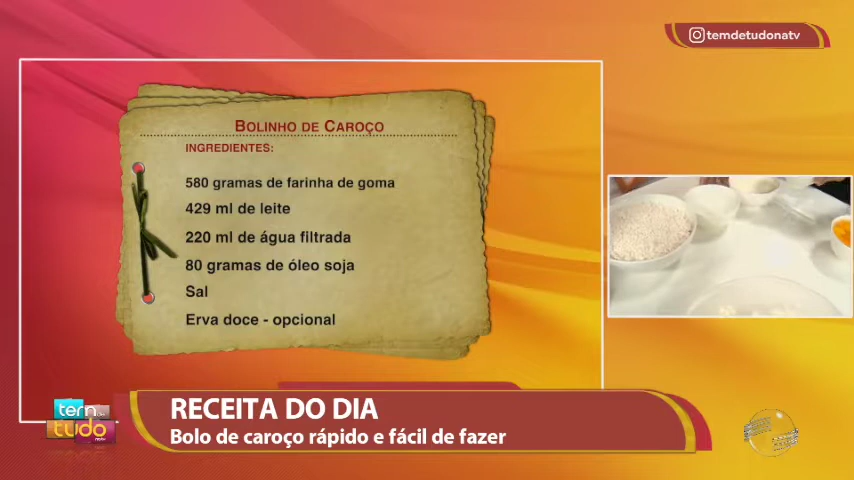 temdetudonatv
BOLINHO DE CAROÇO
INGREDIENTES:
580 gramas de farinha de goma
429 ml de leite
220 ml de água filtrada
80 gramas de óleo soja
Sal
Erva doce - opcional
tem de
tudo
RECEITA DO DIA
Bolo de caroço rápido e fácil de fazer